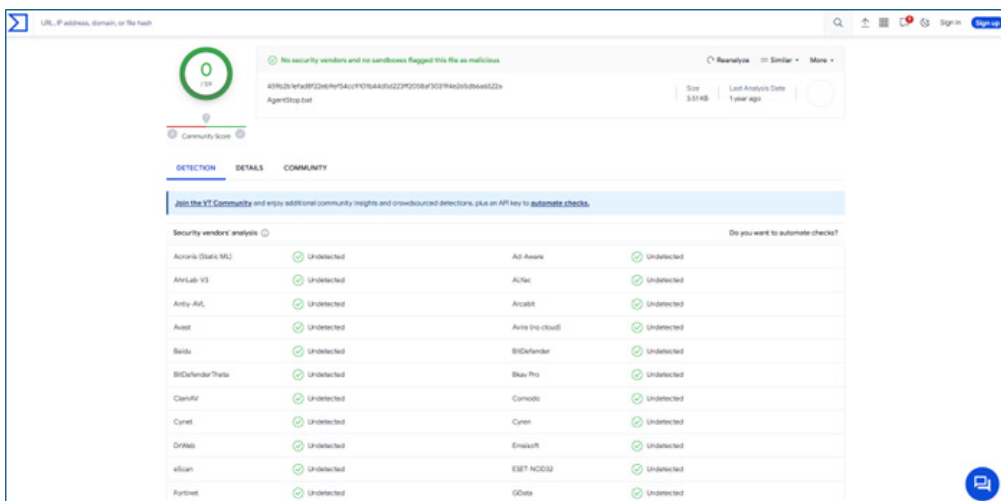 URL, IP address, domain, or file hash
Sign in
Sign up
0
/ 59
No security vendors and no sandboxes flagged this file as malicious
Reanalyze
Similar
More
AgentStop.bat
Size
3.51 KB
Last Analysis Date
1 year ago
Community Score
DETECTION
DETAILS
COMMUNITY
Join the VT Community and enjoy additional community insights and crowdsourced detections, plus an API key to automate checks.
Security vendors' analysis
Do you want to automate checks?
Acronis (Static ML) Undetected Ad-Aware Undetected
AhnLab-V3 Undetected ALYac Undetected
Antiy-AVL Undetected Arcabit Undetected
Avast Undetected Avira (no cloud) Undetected
Baidu Undetected BitDefender Undetected
BitDefenderTheta Undetected Bkav Pro Undetected
ClamAV Undetected Comodo Undetected
Cynet Undetected Cyren Undetected
DrWeb Undetected Emsisoft Undetected
eScan Undetected ESET-NOD32 Undetected
Fortinet Undetected GData Undetected